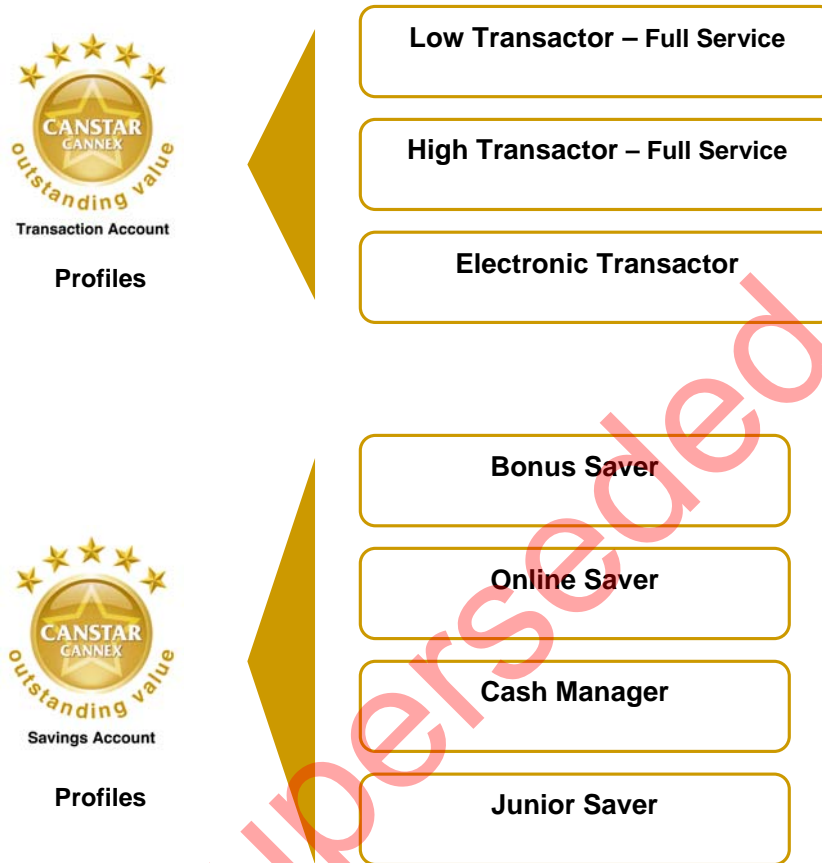 CANSTAR
CANNEX
outstanding value
Transaction Account
Profiles
Low Transactor – Full Service
High Transactor – Full Service
Electronic Transactor
CANSTAR
CANNEX
outstanding value
Savings Account
Profiles
Bonus Saver
Online Saver
Cash Manager
Junior Saver
uperseded